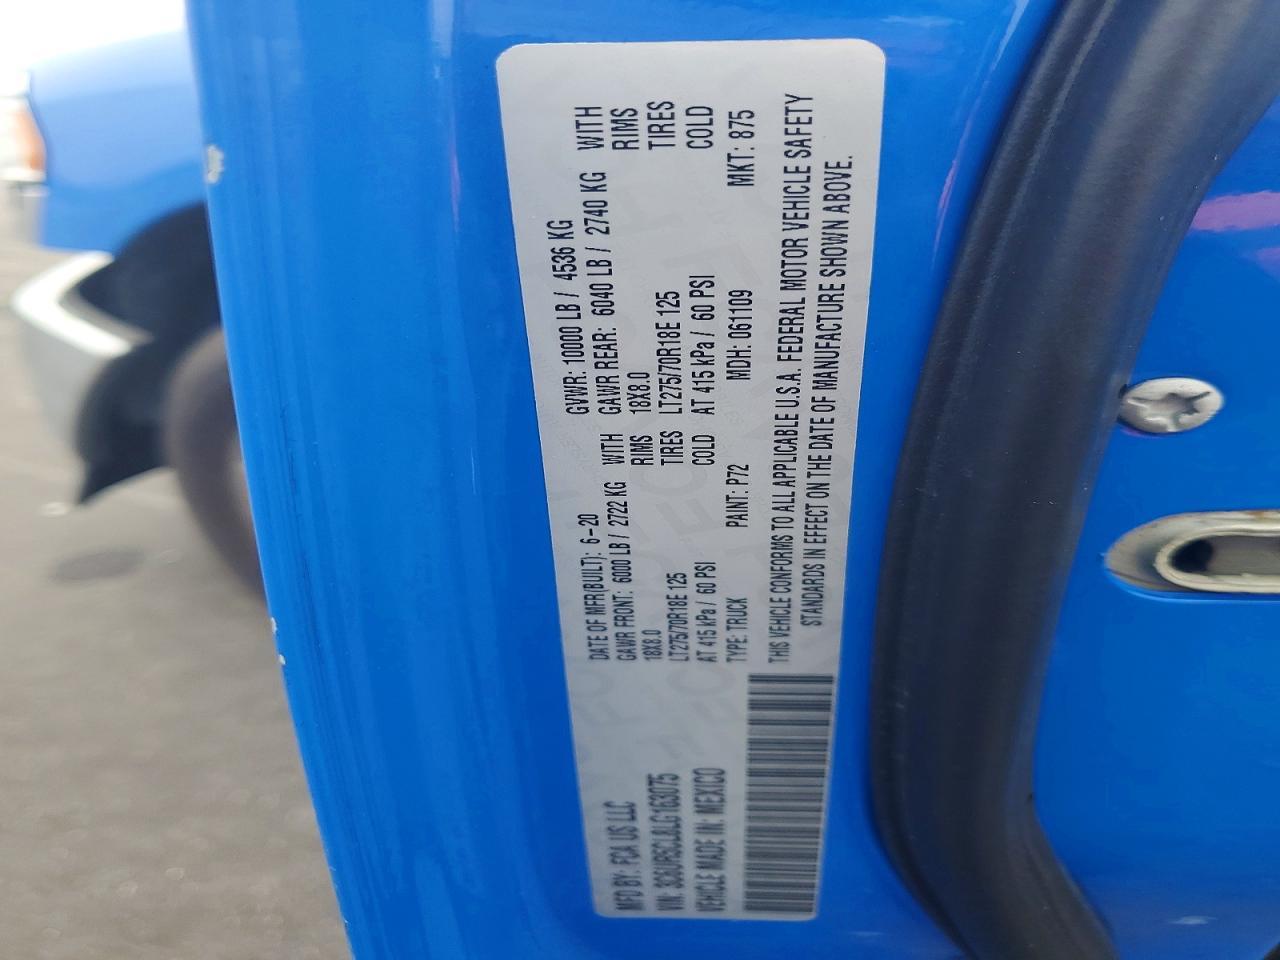 MFD BY: FCA US LLC
DATE OF MFR(BUILT): 6-20
GVWR: 10000 LB / 4536 KG
GAWR FRONT: 6000 LB / 2722 KG WITH
18X8.0 RIMS
LT275/70R18E 125 TIRES
AT 415 kPa / 60 PSI COLD
GAWR REAR: 6040 LB / 2740 KG WITH
18X8.0 RIMS
LT275/70R18E 125 TIRES
AT 415 kPa / 60 PSI COLD
VIN: 3C6UR5CL8LG163075
TYPE: TRUCK PAINT: P72 MDH: 061109 MKT: 875
VEHICLE MADE IN: MEXICO
THIS VEHICLE CONFORMS TO ALL APPLICABLE U.S.A. FEDERAL MOTOR VEHICLE SAFETY
STANDARDS IN EFFECT ON THE DATE OF MANUFACTURE SHOWN ABOVE.